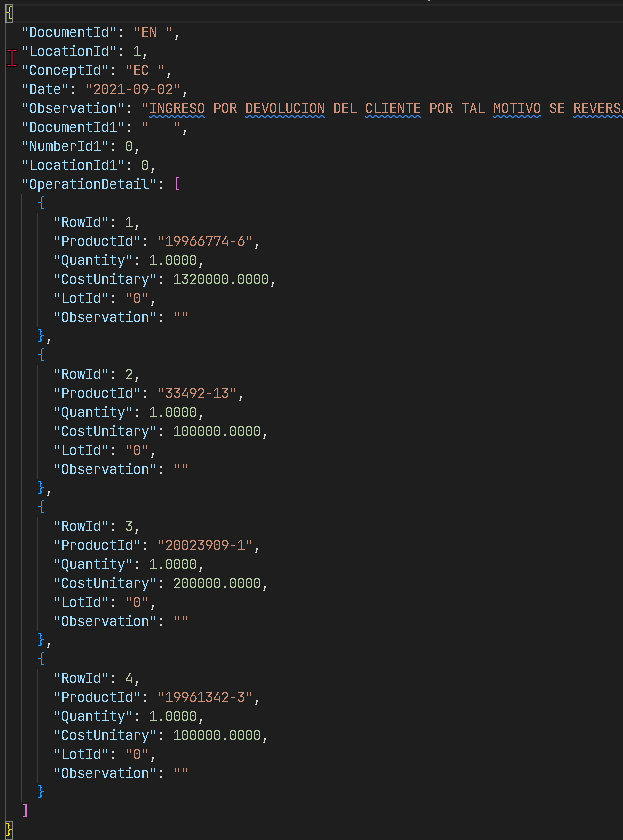 {
"DocumentId": "EN ",
"LocationId": 1,
"ConceptId": "EC ",
"Date": "2021-09-02",
"Observation": "INGRESO POR DEVOLUCION DEL CLIENTE POR TAL MOTIVO SE REVERS
"DocumentId1": "   ",
"NumberId1": 0,
"LocationId1": 0,
"OperationDetail": [
{
"RowId": 1,
"ProductId": "19966774-6",
"Quantity": 1.0000,
"CostUnitary": 1320000.0000,
"LotId": "0",
"Observation": ""
},
{
"RowId": 2,
"ProductId": "33492-13",
"Quantity": 1.0000,
"CostUnitary": 100000.0000,
"LotId": "0",
"Observation": ""
},
{
"RowId": 3,
"ProductId": "20023909-1",
"Quantity": 1.0000,
"CostUnitary": 200000.0000,
"LotId": "0",
"Observation": ""
},
{
"RowId": 4,
"ProductId": "19961342-3",
"Quantity": 1.0000,
"CostUnitary": 100000.0000,
"LotId": "0",
"Observation": ""
}
]
}